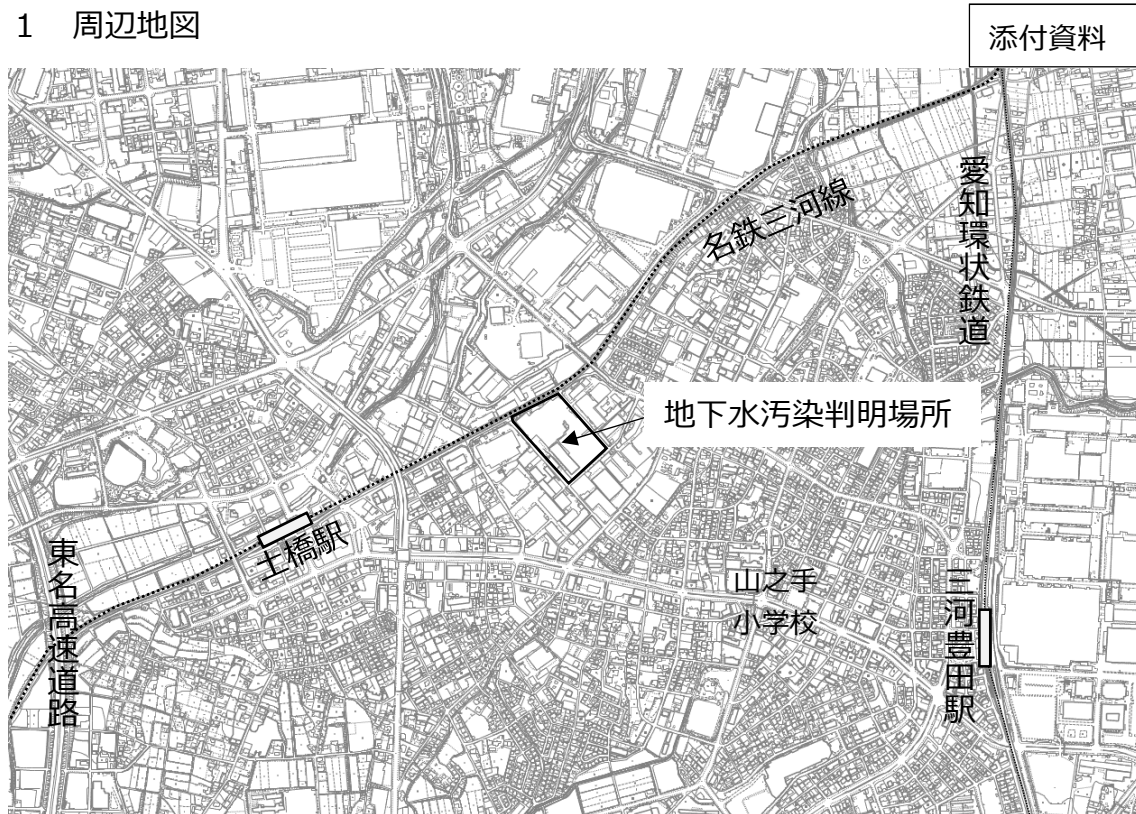 1 周辺地図
添付資料
愛知環状鉄道
名鉄三河線
地下水汚染判明場所
土橋駅
東名高速道路
山之手
小学校
三河豊田駅